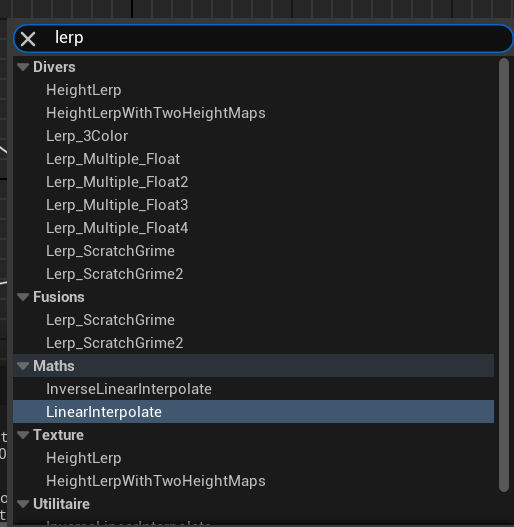 lerp
Divers
HeightLerp
HeightLerpWithTwoHeightMaps
Lerp_3Color
Lerp_Multiple_Float
Lerp_Multiple_Float2
Lerp_Multiple_Float3
Lerp_Multiple_Float4
Lerp_ScratchGrime
Lerp_ScratchGrime2
Fusions
Lerp_ScratchGrime
Lerp_ScratchGrime2
Maths
InverseLinearInterpolate
LinearInterpolate
Texture
HeightLerp
HeightLerpWithTwoHeightMaps
Utilitaire
InverseLinearInterpolate